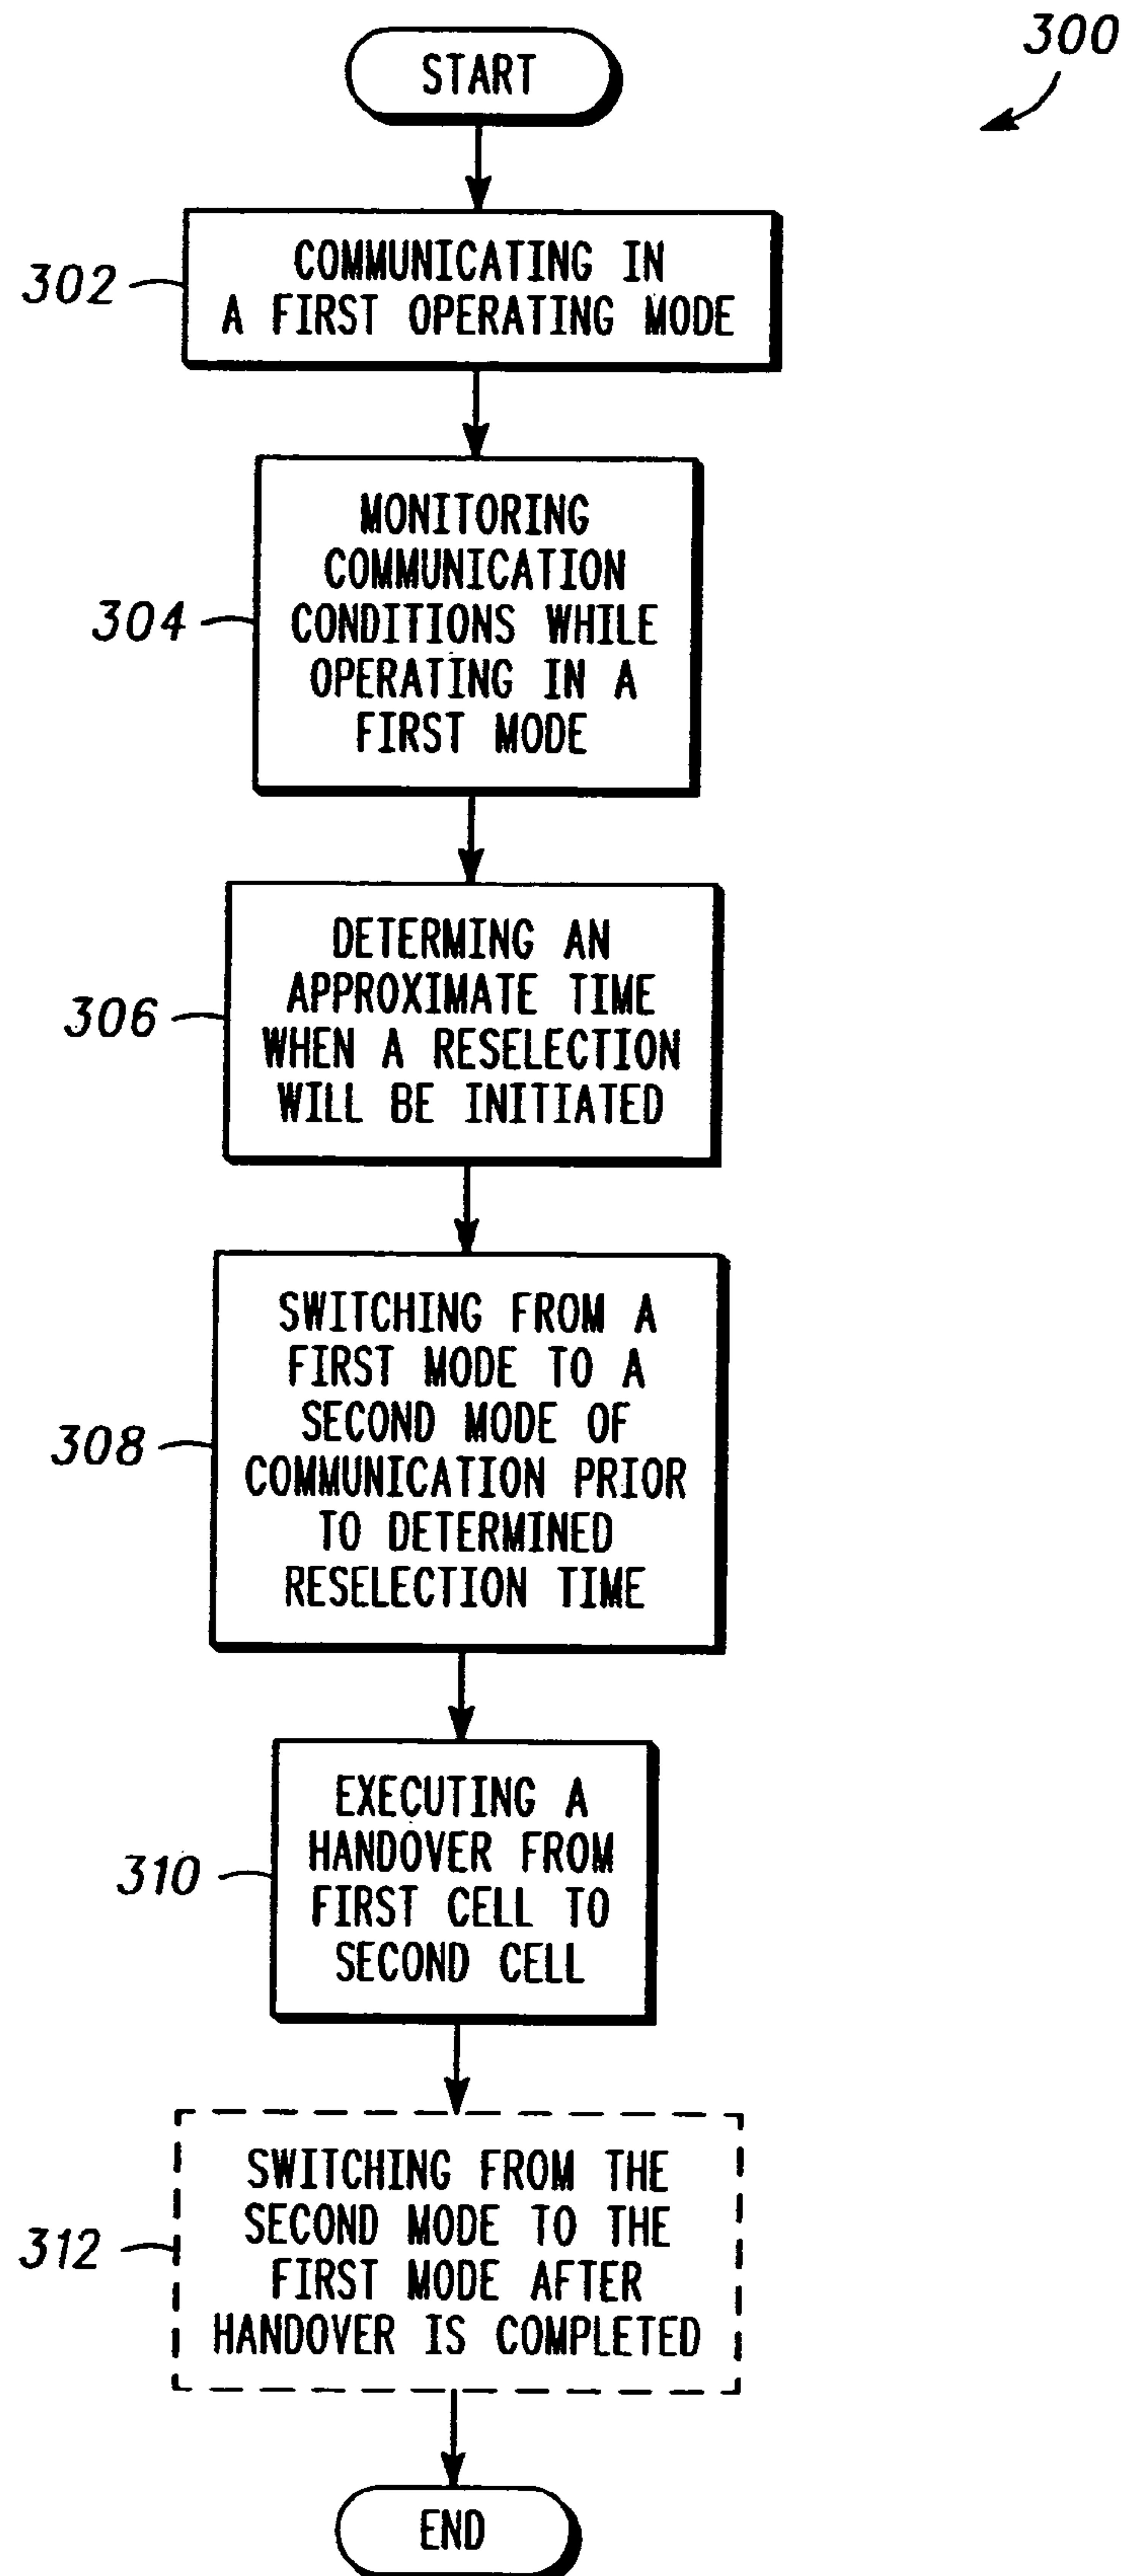 300
START
302
COMMUNICATING IN
A FIRST OPERATING MODE
304
MONITORING
COMMUNICATION
CONDITIONS WHILE
OPERATING IN A
FIRST MODE
306
DETERMING AN
APPROXIMATE TIME
WHEN A RESELECTION
WILL BE INITIATED
308
SWITCHING FROM A
FIRST MODE TO A
SECOND MODE OF
COMMUNICATION PRIOR
TO DETERMINED
RESELECTION TIME
310
EXECUTING A
HANDOVER FROM
FIRST CELL TO
SECOND CELL
312
SWITCHING FROM THE
SECOND MODE TO THE
FIRST MODE AFTER
HANDOVER IS COMPLETED
END